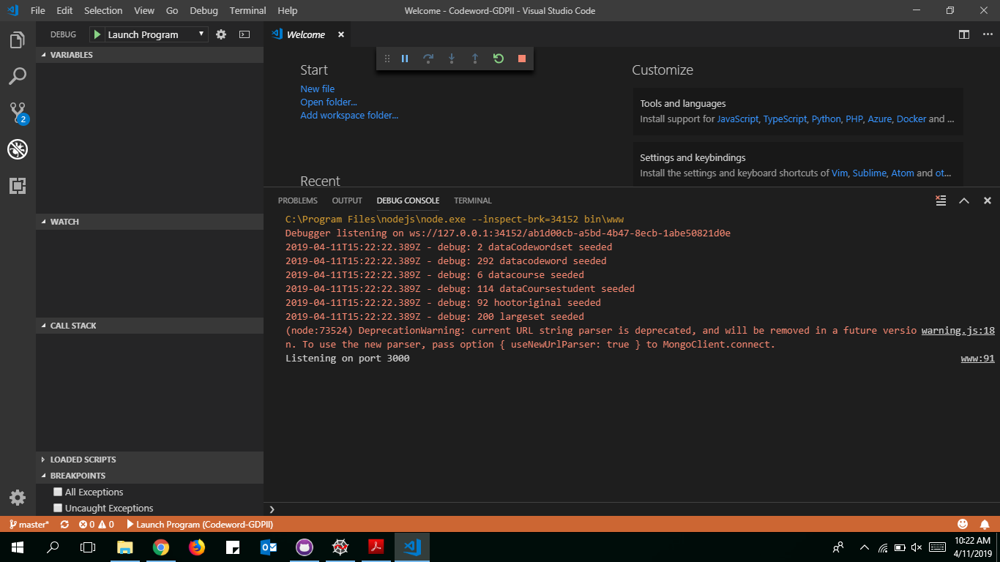 File Edit Selection View Go Debug Terminal Help
Welcome - Codeword-GDPII - Visual Studio Code
DEBUG
Launch Program
Welcome
VARIABLES
WATCH
CALL STACK
LOADED SCRIPTS
BREAKPOINTS
All Exceptions
Uncaught Exceptions
2
Start
New file
Open folder...
Add workspace folder...
Recent
Customize
Tools and languages
Install support for JavaScript, TypeScript, Python, PHP, Azure, Docker and ...
Settings and keybindings
Install the settings and keyboard shortcuts of Vim, Sublime, Atom and ot...
PROBLEMS OUTPUT DEBUG CONSOLE TERMINAL
C:\Program Files\nodejs\node.exe --inspect-brk=34152 bin\www
Debugger listening on ws://127.0.0.1:34152/ab1d00cb-a5bd-4b47-8ecb-1abe50821d0e
2019-04-11T15:22:22.389Z - debug: 2 dataCodewordset seeded
2019-04-11T15:22:22.389Z - debug: 292 datacodeword seeded
2019-04-11T15:22:22.389Z - debug: 6 datacourse seeded
2019-04-11T15:22:22.389Z - debug: 114 dataCoursestudent seeded
2019-04-11T15:22:22.389Z - debug: 92 hootoriginal seeded
2019-04-11T15:22:22.389Z - debug: 200 largeset seeded
(node:73524) DeprecationWarning: current URL string parser is deprecated, and will be removed in a future versio warning.js:18
n. To use the new parser, pass option { useNewUrlParser: true } to MongoClient.connect.
Listening on port 3000 www:91
master* 0 0 Launch Program (Codeword-GDPII)
10:22 AM
4/11/2019